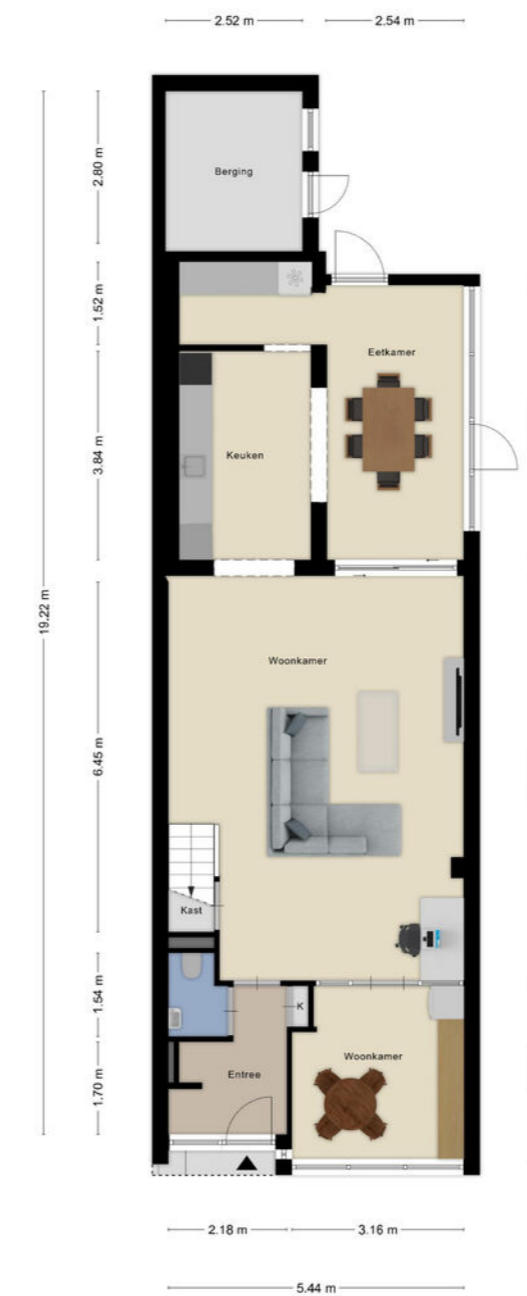 2.52 m
2.54 m
2.80 m
Berging
1.52 m
Eetkamer
3.84 m
Keuken
19.22 m
Woonkamer
6.45 m
Kast
1.54 m
K
Woonkamer
1.70 m
Entree
2.18 m
3.16 m
5.44 m